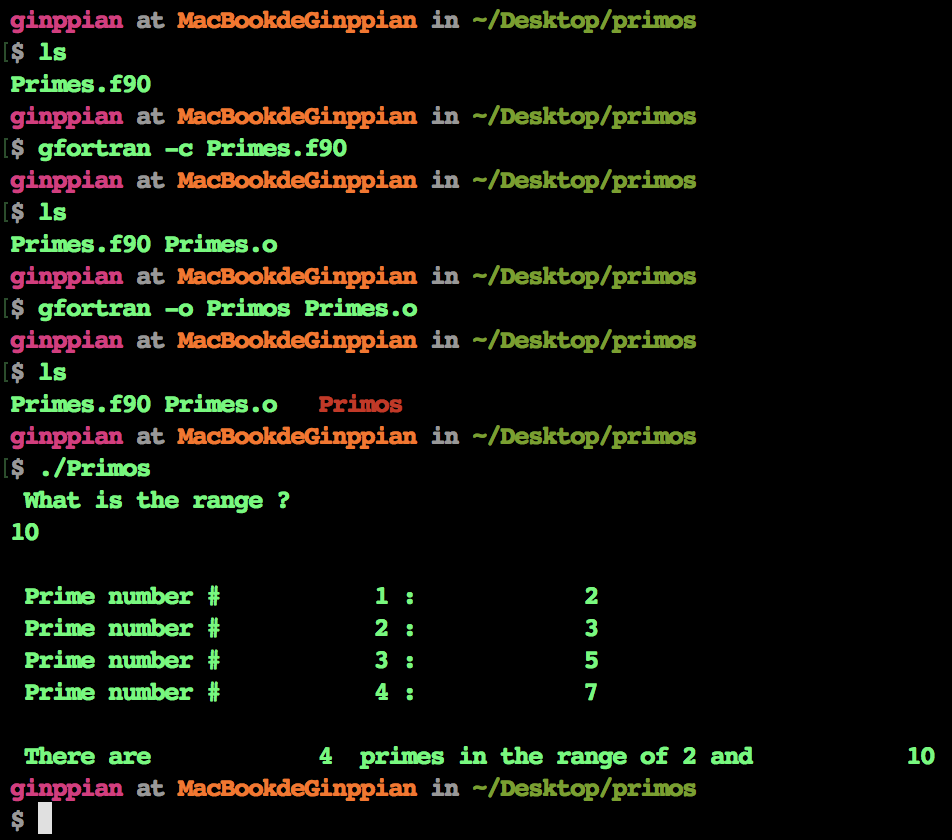 ginppian at MacBookdeGinppian in ~/Desktop/primos
[$ ls
Primes.f90
ginppian at MacBookdeGinppian in ~/Desktop/primos
[$ gfortran -c Primes.f90
ginppian at MacBookdeGinppian in ~/Desktop/primos
[$ ls
Primes.f90 Primes.o
ginppian at MacBookdeGinppian in ~/Desktop/primos
[$ gfortran -o Primos Primes.o
ginppian at MacBookdeGinppian in ~/Desktop/primos
[$ ls
Primes.f90 Primes.o   Primos
ginppian at MacBookdeGinppian in ~/Desktop/primos
[$ ./Primos
 What is the range ?
10
 Prime number #           1 :            2
 Prime number #           2 :            3
 Prime number #           3 :            5
 Prime number #           4 :            7
 There are            4  primes in the range of 2 and           10
ginppian at MacBookdeGinppian in ~/Desktop/primos
$